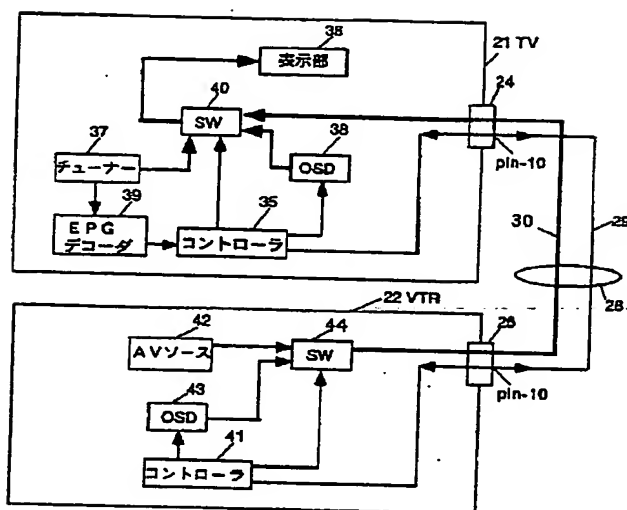 38
表示部
21 TV
24
40
SW
38
OSD
37
チューナー
pin-10
39
EPG
デコーダ
35
コントローラ
30
29
28
22 VTR
42
AVソース
44
SW
26
pin-10
43
OSD
41
コントローラ